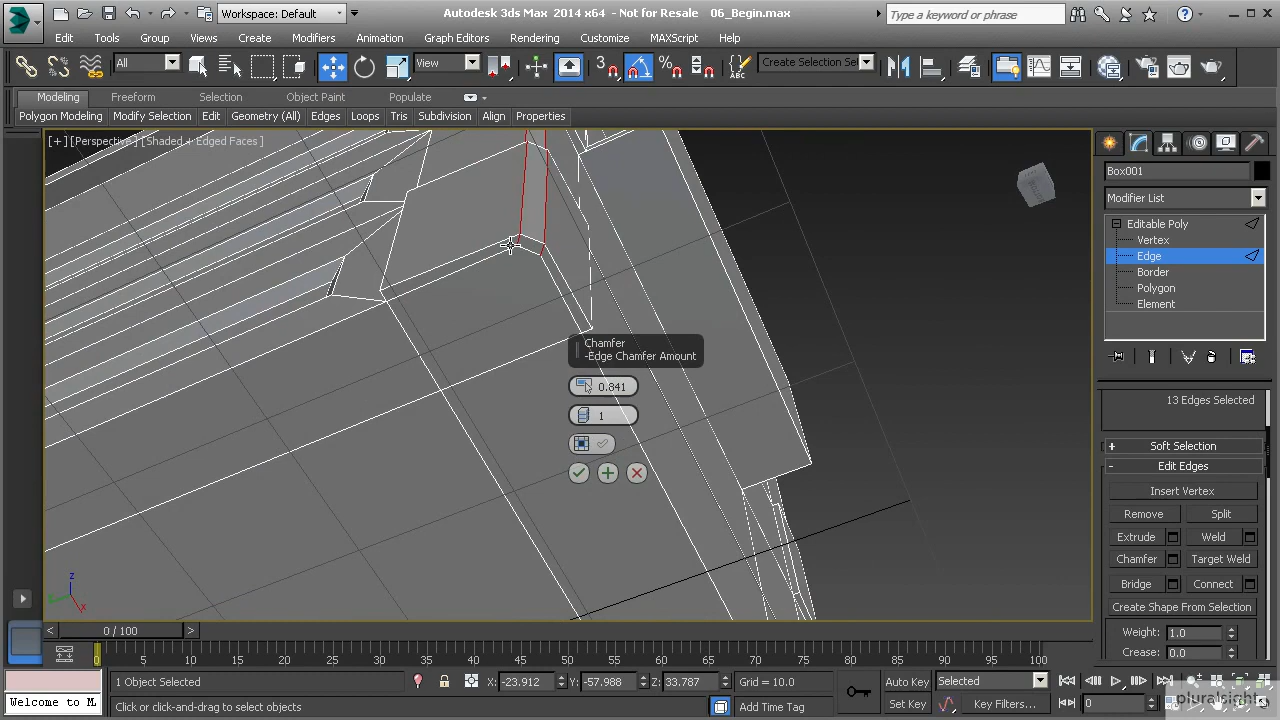 Workspace: Default
Autodesk 3ds Max 2014 x64 - Not for Resale 06_Begin.max
Type a keyword or phrase
File Edit Tools Group Views Create Modifiers Animation Graph Editors Rendering Customize MAXScript Help
All
View
3
%
Create Selection Se
Modeling Freeform Selection Object Paint Populate
Polygon Modeling Modify Selection Edit Geometry (All) Edges Loops Tris Subdivision Align Properties
[+] [Perspective] [Shaded + Edged Faces]
Box001
Modifier List
Editable Poly
Vertex
Edge
Border
Polygon
Element
Chamfer
-Edge Chamfer Amount
0.841
1
13 Edges Selected
+ Soft Selection
- Edit Edges
Insert Vertex
Remove Split
Extrude Weld
Chamfer Target Weld
Bridge Connect
Create Shape From Selection
Weight: 1.0
Crease: 0.0
z
x
< 0 / 100 >
0 5 10 15 20 25 30 35 40 45 50 55 60 65 70 75 80 85 90 95 100
1 Object Selected
X: -23.912 Y: -57.988 Z: 33.787 Grid = 10.0
Auto Key Selected
Welcome to M
Click or click-and-drag to select objects
Add Time Tag
Set Key Key Filters...
0
pluralsight